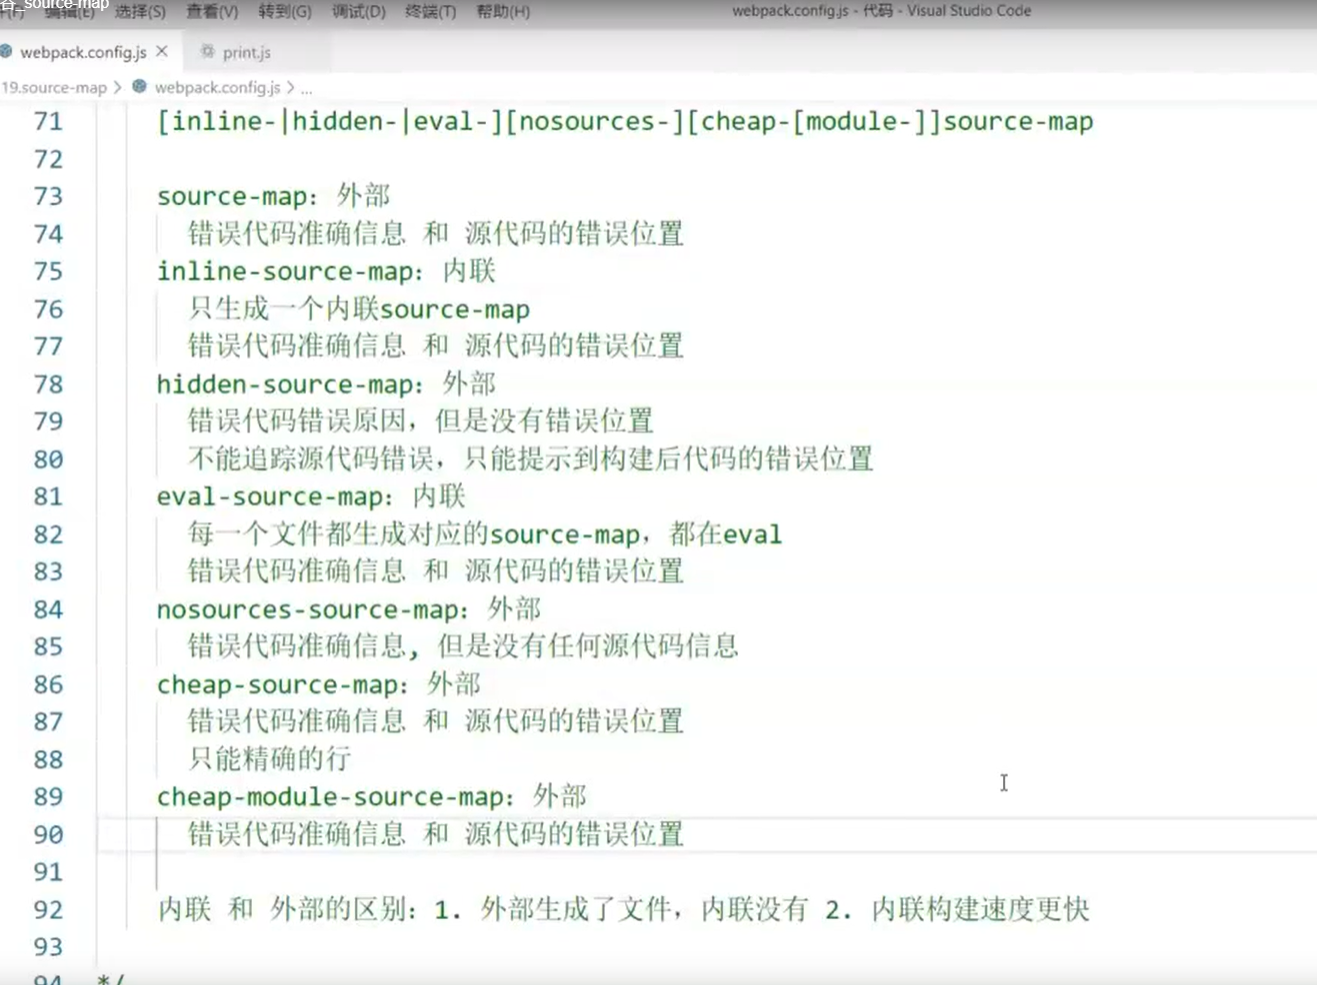 谷_source-map
编辑(E) 选择(S) 查看(V) 转到(G) 调试(D) 终端(T) 帮助(H) webpack.config.js - 代码 - Visual Studio Code
webpack.config.js × print.js
19.source-map > webpack.config.js > ...
71 [inline-|hidden-|eval-][nosources-][cheap-[module-]]source-map
72
73 source-map：外部
74 错误代码准确信息 和 源代码的错误位置
75 inline-source-map：内联
76 只生成一个内联source-map
77 错误代码准确信息 和 源代码的错误位置
78 hidden-source-map：外部
79 错误代码错误原因，但是没有错误位置
80 不能追踪源代码错误，只能提示到构建后代码的错误位置
81 eval-source-map：内联
82 每一个文件都生成对应的source-map，都在eval
83 错误代码准确信息 和 源代码的错误位置
84 nosources-source-map：外部
85 错误代码准确信息, 但是没有任何源代码信息
86 cheap-source-map：外部
87 错误代码准确信息 和 源代码的错误位置
88 只能精确的行
89 cheap-module-source-map：外部
90 错误代码准确信息 和 源代码的错误位置
91
92 内联 和 外部的区别：1. 外部生成了文件，内联没有 2. 内联构建速度更快
93
94 */